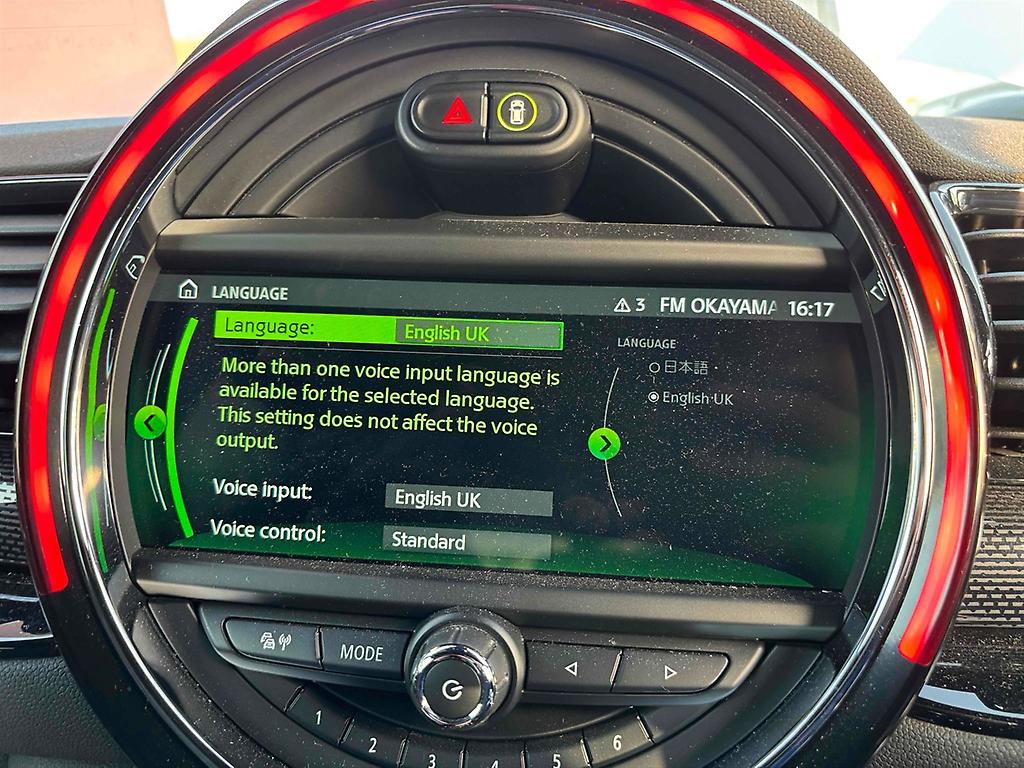 LANGUAGE
3 FM OKAYAMA 16:17
Language: English UK
More than one voice input language is
available for the selected language.
This setting does not affect the voice
output.
Voice input: English UK
Voice control: Standard
LANGUAGE
日本語
English UK
MODE
1
2
3
4
5
6